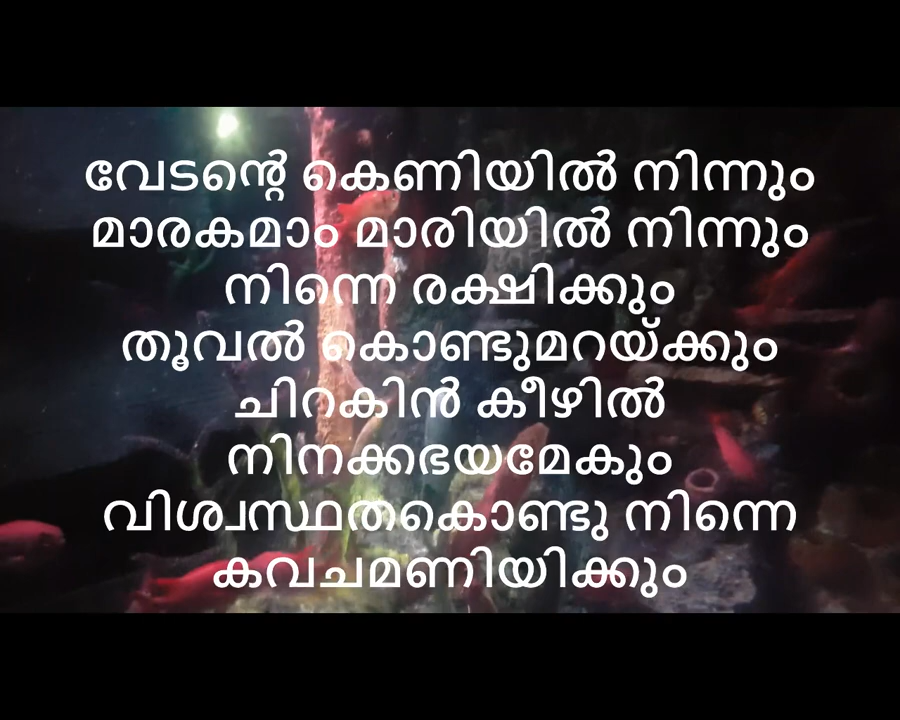 വേടന്റെ കെണിയിൽ നിന്നും
മാരകമാം മാരിയിൽ നിന്നും
നിന്നെ രക്ഷിക്കും
തൂവൽ കൊണ്ടുമറയ്ക്കും
ചിറകിൻ കീഴിൽ
നിനക്കഭയമേകും
വിശ്വസ്ഥതകൊണ്ടു നിന്നെ
കവചമണിയിക്കും